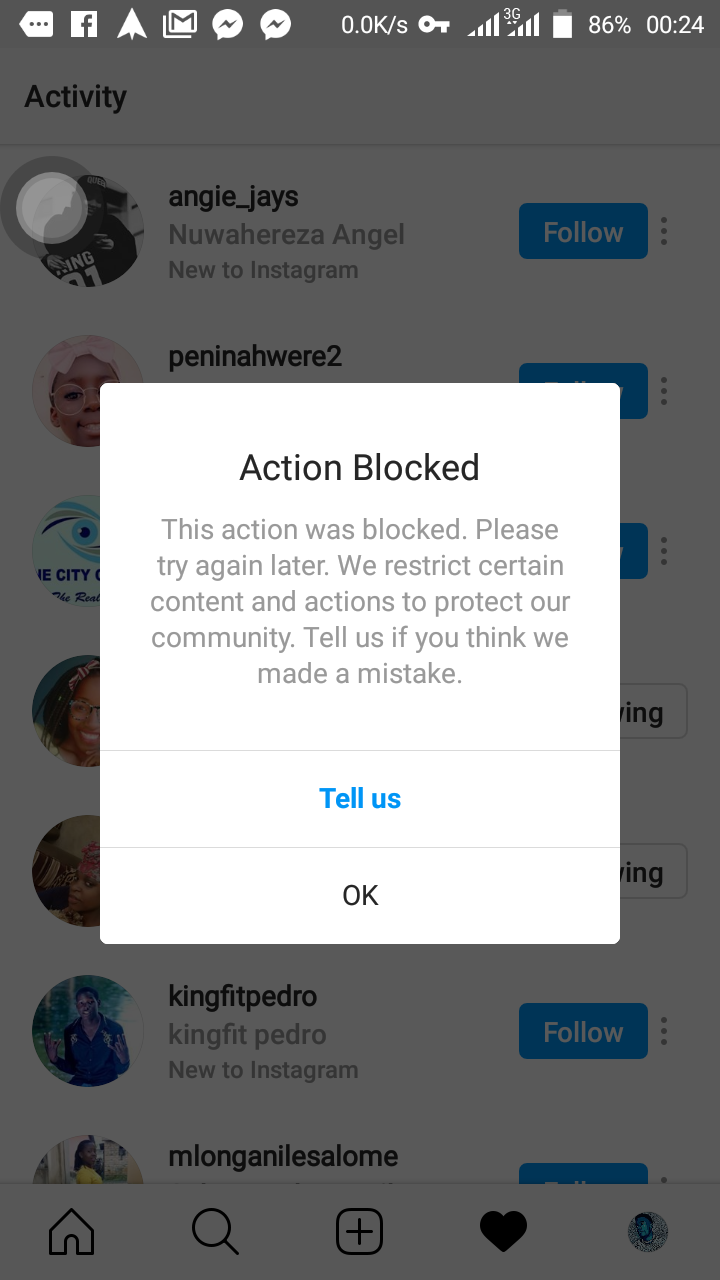 0.0K/s 3G 86% 00:24
Activity
angie_jays
Nuwahereza Angel
New to Instagram
Follow
peninahwere2
Action Blocked
This action was blocked. Please
try again later. We restrict certain
content and actions to protect our
community. Tell us if you think we
made a mistake.
Tell us
OK
kingfitpedro
kingfit pedro
New to Instagram
Follow
mlonganilesalome